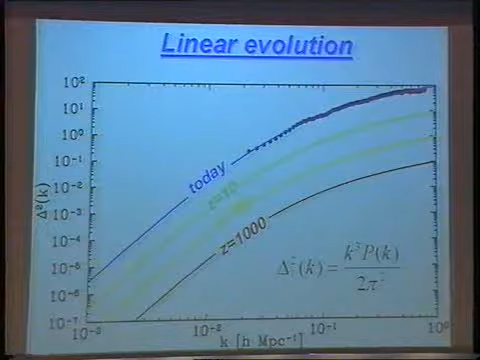 Linear evolution
10²
10¹
10⁰
10⁻¹
10⁻²
10⁻³
10⁻⁴
10⁻⁵
10⁻⁶
10⁻⁷
Δ²(k)
today
z=10
z=1000
Δ²(k) = k³P(k) / 2π²
10⁻³ 10⁻² 10⁻¹ 10⁰
k [h Mpc⁻¹]